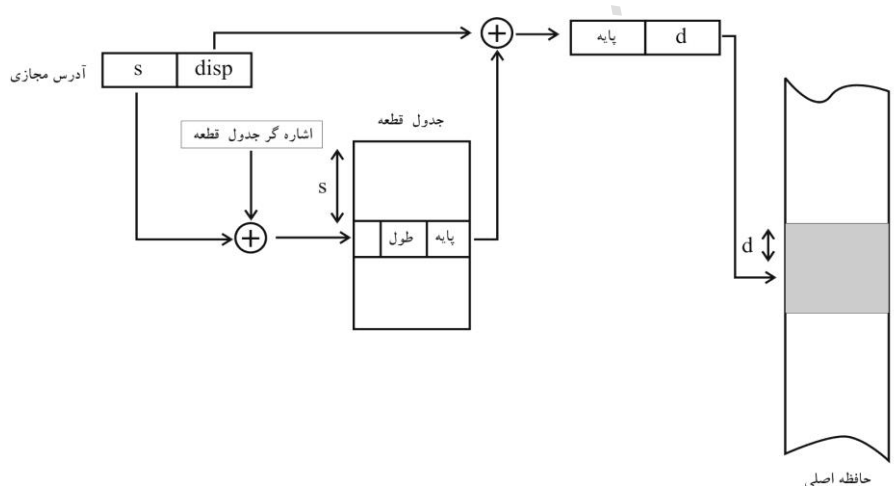 پایه d
آدرس مجازی s disp
جدول قطعه
اشاره گر جدول قطعه
s
طول پایه
d
حافظه اصلی